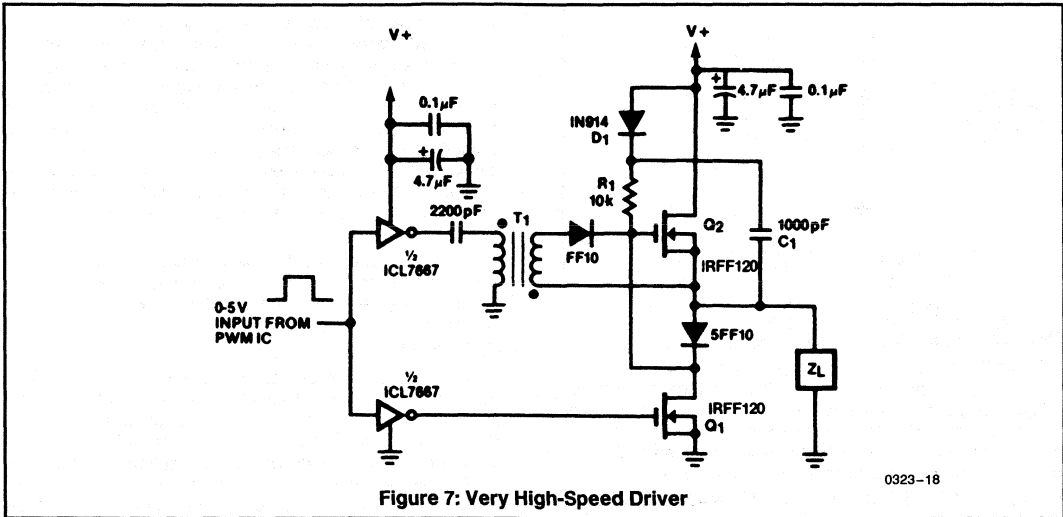 V+
V+
0.1μF
+
4.7μF
+
4.7μF
0.1μF
IN914
D1
R1
10k
2200pF
T1
Q2
1000pF
C1
FF10
IRFF120
½
ICL7667
0-5V
INPUT FROM
PWM IC
5FF10
ZL
½
ICL7667
IRFF120
Q1
0323-18
Figure 7: Very High-Speed Driver